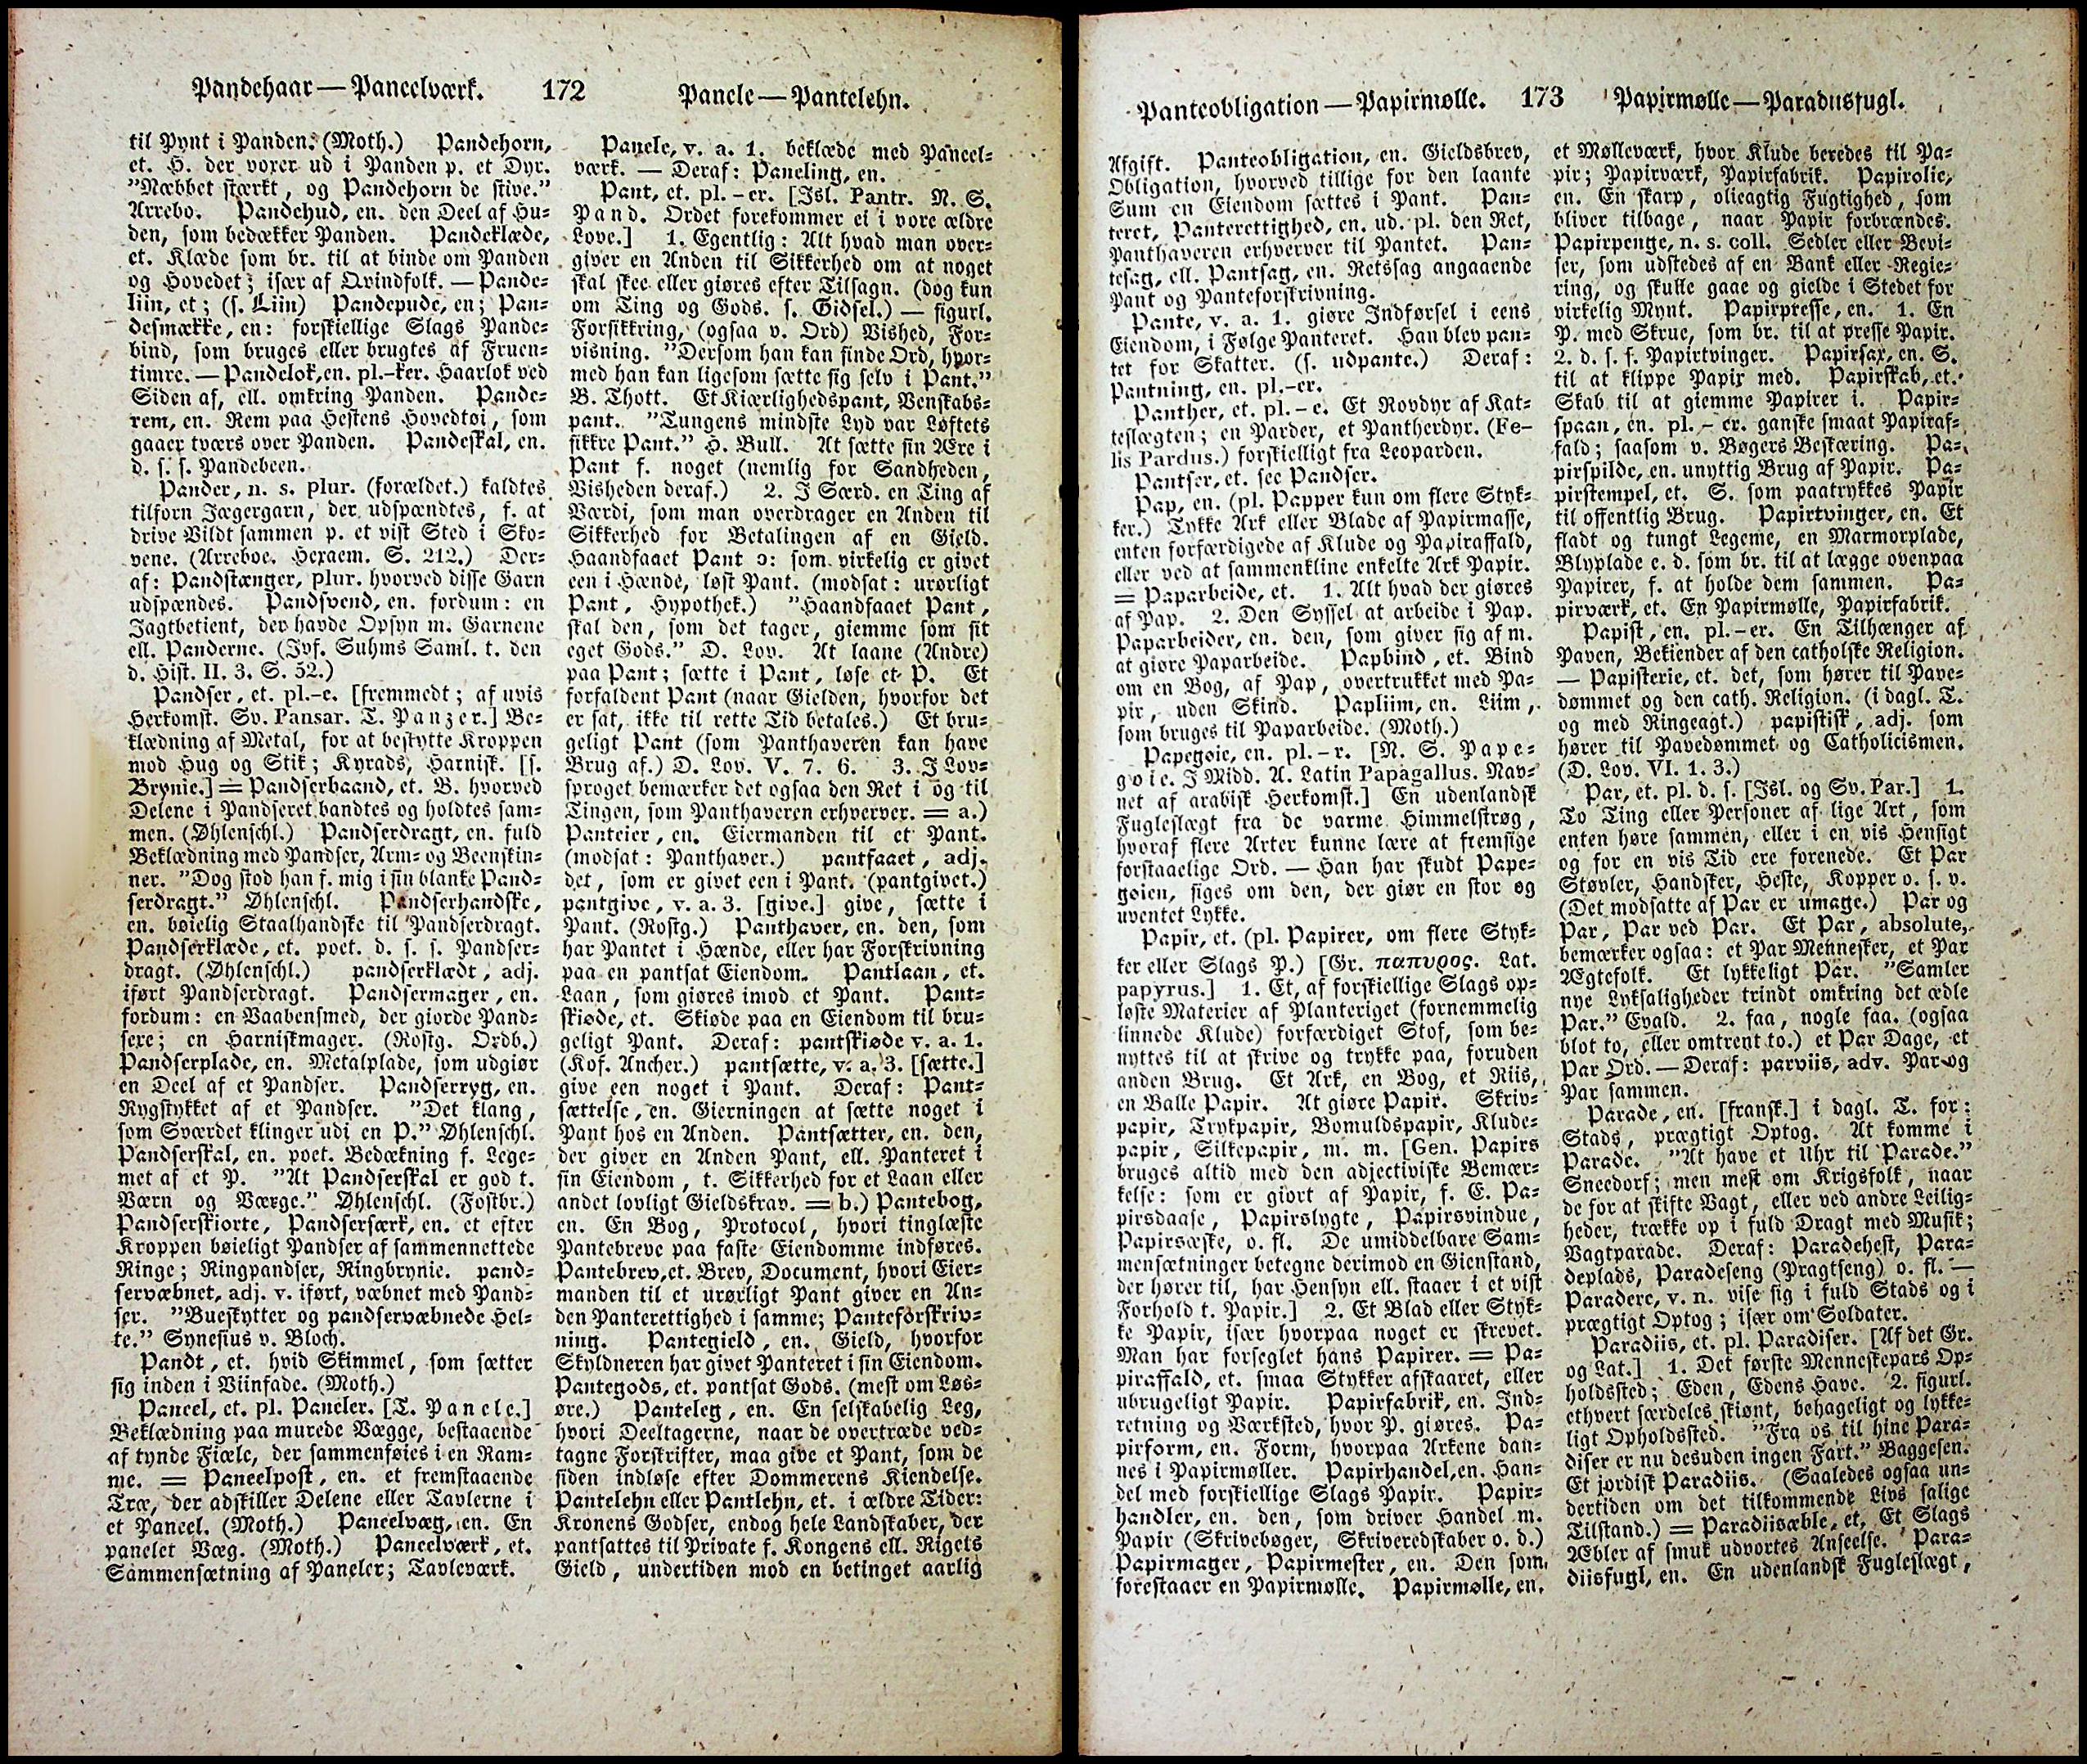 Pandehaar — Paneelværk.
172
Panele — Pantelehn.
til Pynt i Panden. (Moth.) Pandehorn,
et. H. der voxer ud i Panden p. et Dyr.
"Næbbet stærkt, og Pandehorn de stive."
Arrebo. Pandehud, en. den Deel af Hu-
den, som bedækker Panden. Pandeklæde,
et. Klæde som br. til at binde om Panden
og Hovedet; især af Qvindfolk. — Pande-
liin, et; (s. Liin) Pandepude, en; Pan-
desmække, en: forskiellige Slags Pande-
bind, som bruges eller brugtes af Fruen-
timre. — Pandelok, en. pl.-ker. Haarlok ved
Siden af, ell. omkring Panden. Pande-
rem, en. Rem paa Hestens Hovedtøi, som
gaaer tværs over Panden. Pandeskal, en.
d. s. s. Pandebeen.
Pander, n. s. plur. (forældet.) kaldtes
tilforn Jægergarn, der udspændtes, f. at
drive Vildt sammen p. et vist Sted i Sko-
vene. (Arreboe. Hexaem. S. 212.) Der-
af: Pandstænger, plur. hvorved disse Garn
udspændes. Pandsvend, en. fordum: en
Jagtbetient, der havde Opsyn m. Garnene
ell. Panderne. (Jvf. Suhms Saml. t. den
d. Hist. II. 3. S. 52.)
Pandser, et. pl.-e. [fremmedt; af uvis
Herkomst. Sv. Pansar. T. Panzer.] Be-
klædning af Metal, for at beskytte Kroppen
mod Hug og Stik; Kyrads, Harnisk. [s.
Brynie.] = Pandserbaand, et. B. hvorved
Delene i Pandseret bandtes og holdtes sam-
men. (Øhlenschl.) Pandserdragt, en. fuld
Beklædning med Pandser, Arm- og Beenskin-
ner. "Dog stod han f. mig i sin blanke Pand-
serdragt." Øhlenschl. Pandserhandske,
en. bøielig Staalhandske til Pandserdragt.
Pandserklæde, et. poet. d. s. s. Pandser-
dragt. (Øhlenschl.) pandserklædt, adj.
iført Pandserdragt. Pandsermager, en.
fordum: en Vaabensmed, der giorde Pand-
sere; en Harniskmager. (Rostg. Ordb.)
Pandserplade, en. Metalplade, som udgiør
en Deel af et Pandser. Pandserryg, en.
Rygstykket af et Pandser. "Det klang,
som Sværdet klinger udi en P." Øhlenschl.
Pandserskal, en. poet. Bedækning f. Lege-
met af et P. "At Pandserskal er god t.
Værn og Værge." Øhlenschl. (Fostbr.)
Pandserskiorte, Pandsersærk, en. et efter
Kroppen bøieligt Pandser af sammennettede
Ringe; Ringpandser, Ringbrynie. pand-
servæbnet, adj. v. iført, væbnet med Pand-
ser. "Bueskytter og pandservæbnede Hel-
te." Synesius v. Bloch.
Pandt, et. hvid Skimmel, som sætter
sig inden i Viinfade. (Moth.)
Paneel, et. pl. Paneler. [T. Panele.]
Beklædning paa murede Vægge, bestaaende
af tynde Fiæle, der sammenføies i en Ram-
me. = Paneelpost, en. et fremstaaende
Træ, der adskiller Delene eller Tavlerne i
et Paneel. (Moth.) Paneelvæg, en. En
panelet Væg. (Moth.) Paneelværk, et.
Sammensætning af Paneler; Tavleværk.
Panele, v. a. 1. beklæde med Paneel-
værk. — Deraf: Paneling, en.
Pant, et. pl.-er. [Isl. Pantr. N. S.
Pand. Ordet forekommer ei i vore ældre
Love.] 1. Egentlig: Alt hvad man over-
giver en Anden til Sikkerhed om at noget
skal skee eller giøres efter Tilsagn. (dog kun
om Ting og Gods. s. Gidsel.) — figurl.
Forsikkring, (ogsaa v. Ord) Vished, For-
visning. "Dersom han kan finde Ord, hvor-
med han kan ligesom sætte sig selv i Pant."
B. Thott. Et Kiærlighedspant, Venskabs-
pant. "Tungens mindste Lyd var Løftets
sikkre Pant." H. Bull. At sætte sin Ære i
Pant f. noget (nemlig for Sandheden,
Visheden deraf.) 2. I Særd. en Ting af
Værdi, som man overdrager en Anden til
Sikkerhed for Betalingen af en Gield.
Haandfaaet Pant ɔ: som virkelig er givet
een i Hænde, løst Pant. (modsat: urørligt
Pant, Hypothek.) "Haandfaaet Pant,
skal den, som det tager, giemme som sit
eget Gods." D. Lov. At laane (Andre)
paa Pant; sætte i Pant, løse et P. Et
forfaldent Pant (naar Gielden, hvorfor det
er sat, ikke til rette Tid betales.) Et bru-
geligt Pant (som Panthaveren kan have
Brug af.) D. Lov. V. 7. 6. 3. I Lov-
sproget bemærker det ogsaa den Ret i og til
Tingen, som Panthaveren erhverver. = a.)
Panteier, en. Eiermanden til et Pant.
(modsat: Panthaver.) pantfaaet, adj.
det, som er givet een i Pant. (pantgivet.)
pantgive, v. a. 3. [give.] give, sætte i
Pant. (Rostg.) Panthaver, en. den, som
har Pantet i Hænde, eller har Forskrivning
paa en pantsat Eiendom. Pantlaan, et.
Laan, som giøres imod et Pant. Pant-
skiøde, et. Skiøde paa en Eiendom til bru-
geligt Pant. Deraf: pantskiøde v. a. 1.
(Kof. Ancher.) pantsætte, v. a. 3. [sætte.]
give een noget i Pant. Deraf: Pant-
sættelse, en. Gierningen at sætte noget i
Pant hos en Anden. Pantsætter, en. den,
der giver en Anden Pant, ell. Panteret i
sin Eiendom, t. Sikkerhed for et Laan eller
andet lovligt Gieldskrav. = b.) Pantebog,
en. En Bog, Protocol, hvori tinglæste
Pantebreve paa faste Eiendomme indføres.
Pantebrev, et. Brev, Document, hvori Eier-
manden til et urørligt Pant giver en An-
den Panterettighed i samme; Panteforskriv-
ning. Pantegield, en. Gield, hvorfor
Skyldneren har givet Panteret i sin Eiendom.
Pantegods, et. pantsat Gods. (mest om Løs-
øre.) Panteleg, en. En selskabelig Leg,
hvori Deeltagerne, naar de overtræde ved-
tagne Forskrifter, maa give et Pant, som de
siden indløse efter Dommerens Kiendelse.
Pantelehn eller Pantlehn, et. i ældre Tider:
Kronens Godser, endog hele Landskaber, der
pantsattes til Private f. Kongens ell. Rigets
Gield, undertiden mod en betinget aarlig
Panteobligation — Papirmølle.
173
Papirmølle — Paradiisfugl.
Afgift. Panteobligation, en. Gieldsbrev,
Obligation, hvorved tillige for den laante
Sum en Eiendom sættes i Pant. Pan-
teret, Panterettighed, en. ud. pl. den Ret,
Panthaveren erhverver til Pantet. Pan-
tesag, ell. Pantsag, en. Retssag angaaende
Pant og Panteforskrivning.
Pante, v. a. 1. giøre Indførsel i eens
Eiendom, i Følge Panteret. Han blev pan-
tet for Skatter. (s. udpante.) Deraf:
Pantning, en. pl.-er.
Panther, et. pl.-e. Et Rovdyr af Kat-
teslægten; en Parder, et Pantherdyr. (Fe-
lis Pardus.) forskielligt fra Leoparden.
Pantser, et. see Pandser.
Pap, en. (pl. Papper kun om flere Styk-
ker.) Tykke Ark eller Blade af Papirmasse,
enten forfærdigede af Klude og Papiraffald,
eller ved at sammenkline enkelte Ark Papir.
= Paparbeide, et. 1. Alt hvad der giøres
af Pap. 2. Den Syssel at arbeide i Pap.
Paparbeider, en. den, som giver sig af m.
at giøre Paparbeide. Papbind, et. Bind
om en Bog, af Pap, overtrukket med Pa-
pir, uden Skind. Papliim, en. Liim,
som bruges til Paparbeide. (Moth.)
Papegøie, en. pl.-r. [N. S. Pape-
goie. I Midd. A. Latin Papagallus. Nav-
net af arabisk Herkomst.] En udenlandsk
Fugleslægt fra de varme Himmelstrøg,
hvoraf flere Arter kunne lære at fremsige
forstaaelige Ord. — Han har skudt Pape-
gøien, siges om den, der giør en stor og
uventet Lykke.
Papir, et. (pl. Papirer, om flere Styk-
ker eller Slags P.) [Gr. παπυρος. Lat.
papyrus.] 1. Et, af forskiellige Slags op-
løste Materier af Planteriget (fornemmelig
linnede Klude) forfærdiget Stof, som be-
nyttes til at skrive og trykke paa, foruden
anden Brug. Et Ark, en Bog, et Riis,
en Balle Papir. At giøre Papir. Skriv-
papir, Trykpapir, Bomuldspapir, Klude-
papir, Silkepapir, m. m. [Gen. Papirs
bruges altid med den adjectiviske Bemær-
kelse: som er giort af Papir, f. E. Pa-
pirsdaase, Papirslygte, Papirsvindue,
Papirsæske, o. fl. De umiddelbare Sam-
mensætninger betegne derimod en Gienstand,
der hører til, har Hensyn ell. staaer i et vist
Forhold t. Papir.] 2. Et Blad eller Styk-
ke Papir, især hvorpaa noget er skrevet.
Man har forseglet hans Papirer. = Pa-
piraffald, et. smaa Stykker afskaaret, eller
ubrugeligt Papir. Papirfabrik, en. Ind-
retning og Værksted, hvor P. giøres. Pa-
pirform, en. Form, hvorpaa Arkene dan-
nes i Papirmøller. Papirhandel, en. Han-
del med forskiellige Slags Papir. Papir-
handler, en. den, som driver Handel m.
Papir (Skrivebøger, Skriveredskaber o. d.)
Papirmager, Papirmester, en. Den som
forestaaer en Papirmølle. Papirmølle, en.
et Mølleværk, hvor Klude beredes til Pa-
pir; Papirværk, Papirfabrik. Papirolie,
en. En skarp, olieagtig Fugtighed, som
bliver tilbage, naar Papir forbrændes.
Papirpenge, n. s. coll. Sedler eller Bevi-
ser, som udstedes af en Bank eller Regie-
ring, og skulle gaae og gielde i Stedet for
virkelig Mynt. Papirpresse, en. 1. En
P. med Skrue, som br. til at presse Papir.
2. d. s. s. Papirtvinger. Papirsax, en. S.
til at klippe Papir med. Papirskab, et.
Skab til at giemme Papirer i. Papir-
spaan, en. pl.-er. ganske smaat Papiraf-
fald; saasom v. Bøgers Beskæring. Pa-
pirspilde, en. unyttig Brug af Papir. Pa-
pirstempel, et. S. som paatrykkes Papir
til offentlig Brug. Papirtvinger, en. Et
fladt og tungt Legeme, en Marmorplade,
Blyplade e. d. som br. til at lægge ovenpaa
Papirer, f. at holde dem sammen. Pa-
pirværk, et. En Papirmølle, Papirfabrik.
Papist, en. pl.-er. En Tilhænger af
Paven, Bekiender af den catholske Religion.
— Papisterie, et. det, som hører til Pave-
dømmet og den cath. Religion. (i dagl. T.
og med Ringeagt.) papistisk, adj. som
hører til Pavedømmet og Catholicismen.
(D. Lov. VI. 1. 3.)
Par, et. pl. d. s. [Isl. og Sv. Par.] 1.
To Ting eller Personer af lige Art, som
enten høre sammen, eller i en vis Hensigt
og for en vis Tid ere forenede. Et Par
Støvler, Handsker, Heste, Kopper o. s. v.
(Det modsatte af Par er umage.) Par og
Par, Par ved Par. Et Par, absolute,
bemærker ogsaa: et Par Mennesker, et Par
Ægtefolk. Et lykkeligt Par. "Samler
nye Lyksaligheder trindt omkring det ædle
Par." Evald. 2. faa, nogle faa. (ogsaa
blot to, eller omtrent to.) et Par Dage, et
Par Ord. — Deraf: parviis, adv. Par og
Par sammen.
Parade, en. [fransk.] i dagl. T. for:
Stads, prægtigt Optog. At komme i
Parade. "At have et Uhr til Parade."
Sneedorf; men mest om Krigsfolk, naar
de for at skifte Vagt, eller ved andre Leilig-
heder, trække op i fuld Dragt med Musik;
Vagtparade. Deraf: Paradehest, Para-
deplads, Paradeseng (Pragtseng) o. fl. —
Paradere, v. n. vise sig i fuld Stads og i
prægtigt Optog; især om Soldater.
Paradiis, et. pl. Paradiser. [Af det Gr.
og Lat.] 1. Det første Menneskepars Op-
holdssted; Eden, Edens Have. 2. figurl.
ethvert særdeles skiønt, behageligt og lykke-
ligt Opholdssted. "Fra os til hine Para-
diser er nu desuden ingen Fart." Baggesen.
Et jordisk Paradiis. (Saaledes ogsaa un-
dertiden om det tilkommende Livs salige
Tilstand.) = Paradiisæble, et. Et Slags
Æbler af smuk udvortes Anseelse. Para-
diisfugl, en. En udenlandsk Fugleslægt,